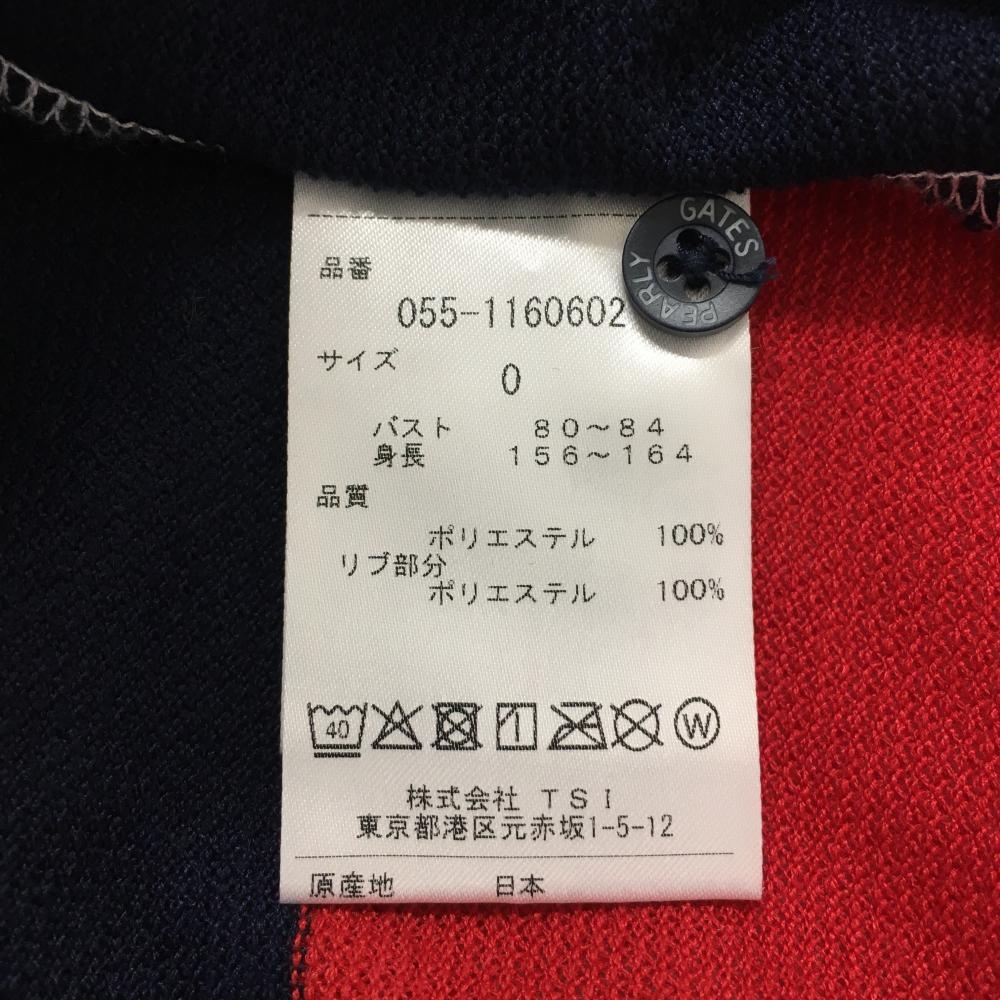 GATES
PEARLY
品番
055-1160602
サイズ
0
バスト 80～84
身長 156～164
品質
ポリエステル 100%
リブ部分
ポリエステル 100%
40 1 W
株式会社 TSI
東京都港区元赤坂1-5-12
原産地 日本